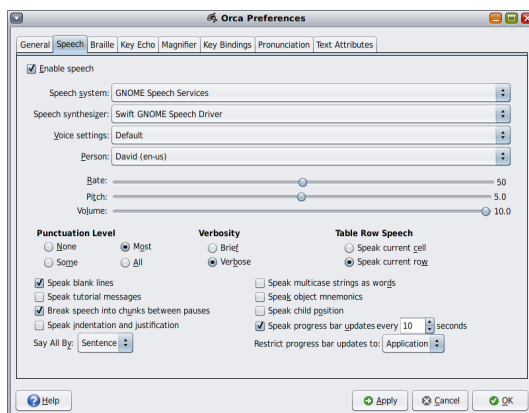 Orca Preferences
General Speech Braille Key Echo Magnifier Key Bindings Pronunciation Text Attributes
Enable speech
Speech system: GNOME Speech Services
Speech synthesizer: Swift GNOME Speech Driver
Voice settings: Default
Person: David (en-us)
Rate: 50
Pitch: 5.0
Volume: 10.0
Punctuation Level Verbosity Table Row Speech
None Most Brief Speak current cell
Some All Verbose Speak current row
Speak blank lines Speak multicase strings as words
Speak tutorial messages Speak object mnemonics
Break speech into chunks between pauses Speak child position
Speak indentation and justification Speak progress bar updates every 10 seconds
Say All By: Sentence Restrict progress bar updates to: Application
Help Apply Cancel OK